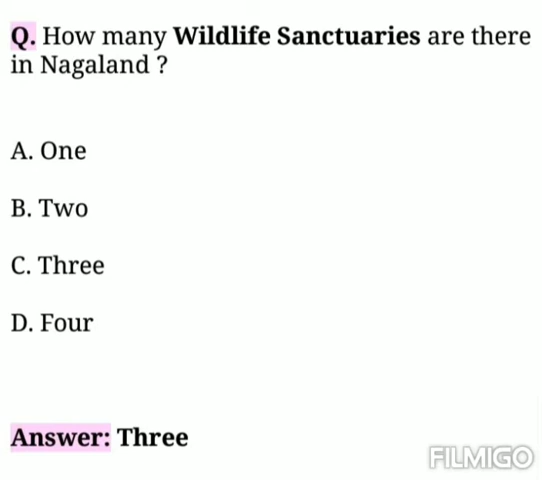 Q. How many Wildlife Sanctuaries are there
in Nagaland ?
A. One
B. Two
C. Three
D. Four
Answer: Three
FILMIGO